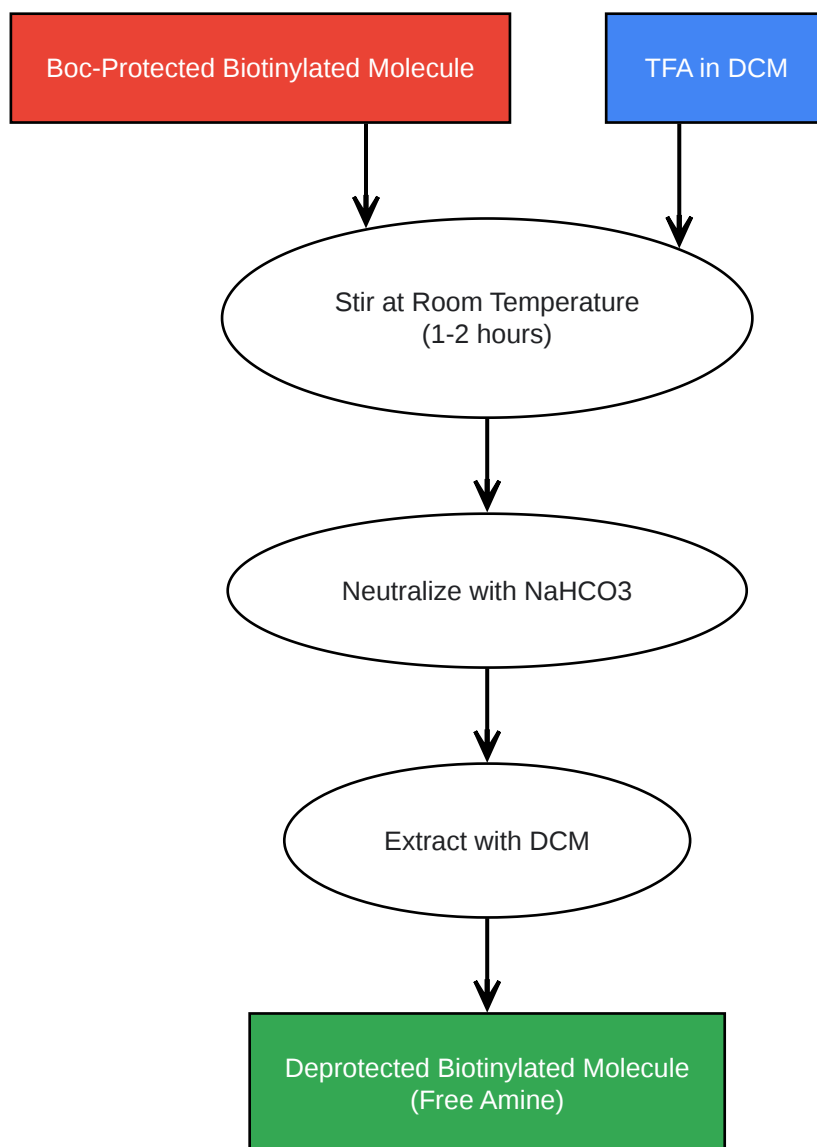 Boc-Protected Biotinylated Molecule
TFA in DCM
Stir at Room Temperature
(1-2 hours)
Neutralize with NaHCO3
Extract with DCM
Deprotected Biotinylated Molecule
(Free Amine)